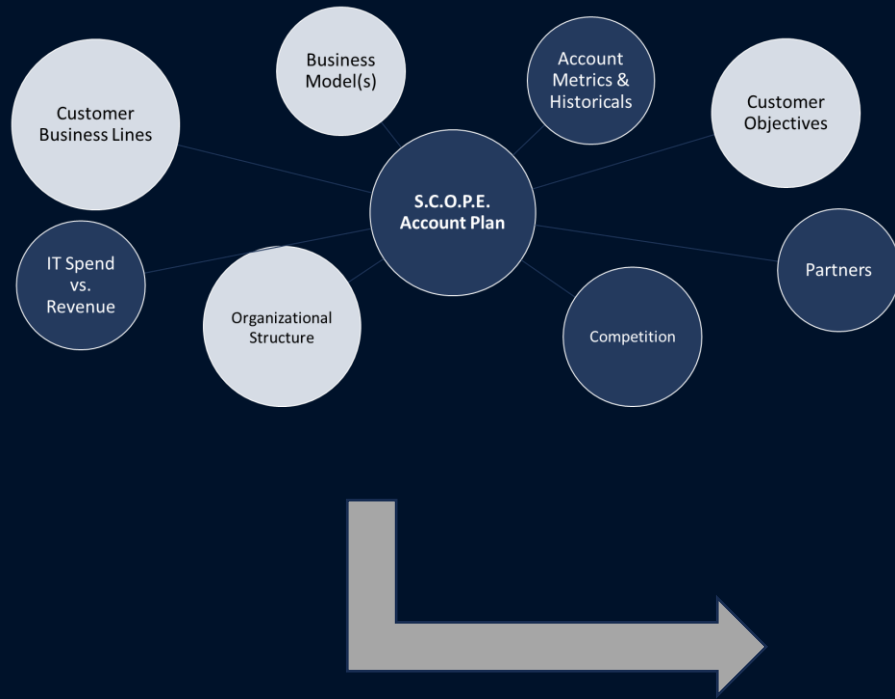 Business
Model(s)
Account
Metrics &
Historicals
Customer
Business Lines
Customer
Objectives
S.C.O.P.E.
Account Plan
IT Spend
vs.
Revenue
Organizational
Structure
Competition
Partners